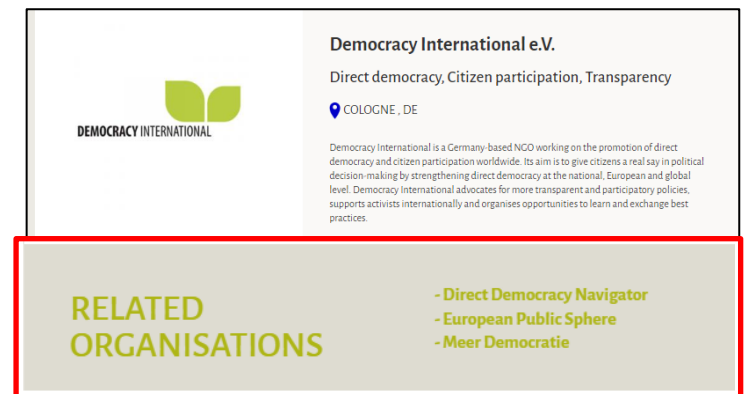 DEMOCRACY INTERNATIONAL
Democracy International e.V.
Direct democracy, Citizen participation, Transparency
COLOGNE , DE
Democracy International is a Germany-based NGO working on the promotion of direct
democracy and citizen participation worldwide. Its aim is to give citizens a real say in political
decision-making by strengthening direct democracy at the national, European and global
level. Democracy International advocates for more transparent and participatory policies,
supports activists internationally and organises opportunities to learn and exchange best
practices.
RELATED
ORGANISATIONS
- Direct Democracy Navigator
- European Public Sphere
- Meer Democratie